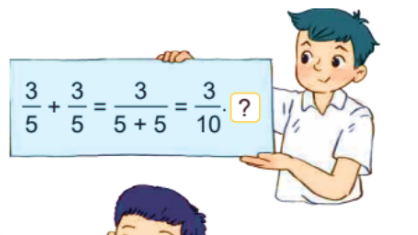 3/5 + 3/5 = 3/(5 + 5) = 3/10. ?